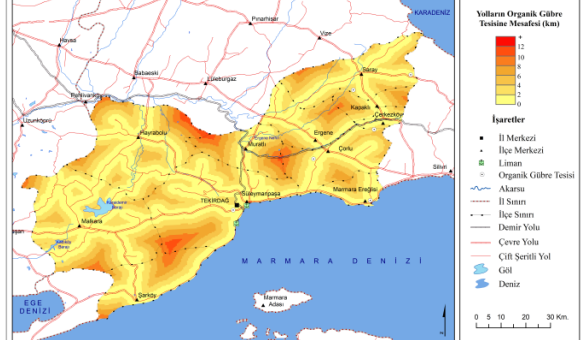 KARADENİZ
Pınarhisar
Vize
Havsa
Babaeski
Lüleburgaz
Saray
Pehlivanköy
Kapaklı
Uzunköprü
Çerkezköy
Hayrabolu
Ergene
Muratlı
Çorlu
Silivri
Marmara Ereğlisi
Süleymanpaşa
TEKİRDAĞ
Malkara
MARMARA DENİZİ
Şarköy
Marmara
Adası
EGE
DENİZİ
Yolların Organik Gübre
Tesisine Mesafesi (km)
+
12
10
8
6
4
2
0
İşaretler
İl Merkezi
İlçe Merkezi
Liman
Organik Gübre Tesisi
Akarsu
İl Sınırı
İlçe Sınırı
Demir Yolu
Çevre Yolu
Çift Şeritli Yol
Göl
Deniz
0 5 10 20 30 Km.